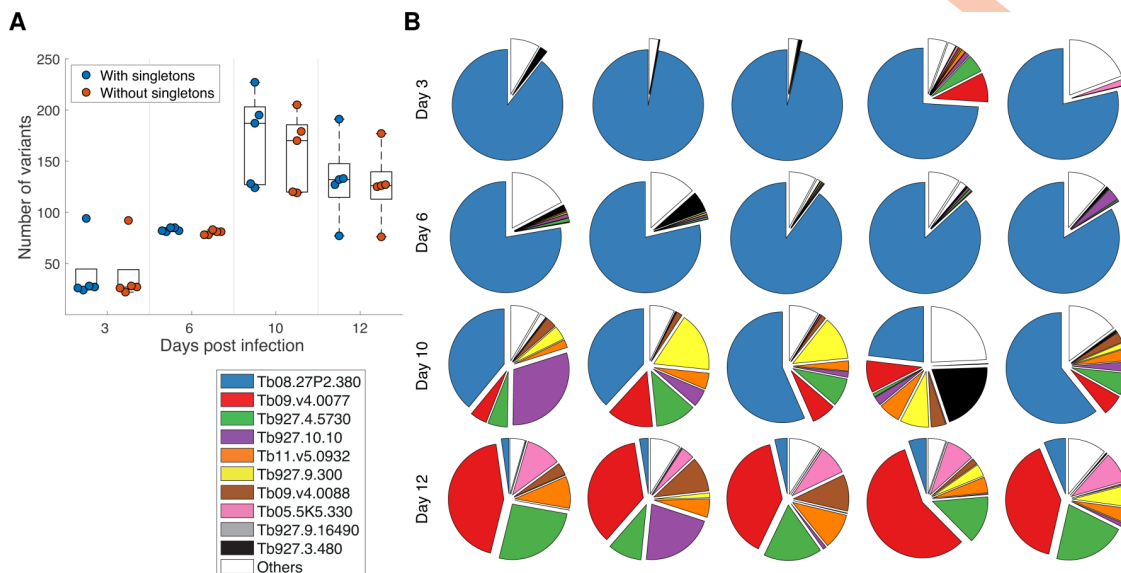 A
B
250
200
150
100
50
Number of variants
With singletons
Without singletons
3
6
10
12
Days post infection
Tb08.27P2.380
Tb09.v4.0077
Tb927.4.5730
Tb927.10.10
Tb11.v5.0932
Tb927.9.300
Tb09.v4.0088
Tb05.5K5.330
Tb927.9.16490
Tb927.3.480
Others
Day 3
Day 6
Day 10
Day 12